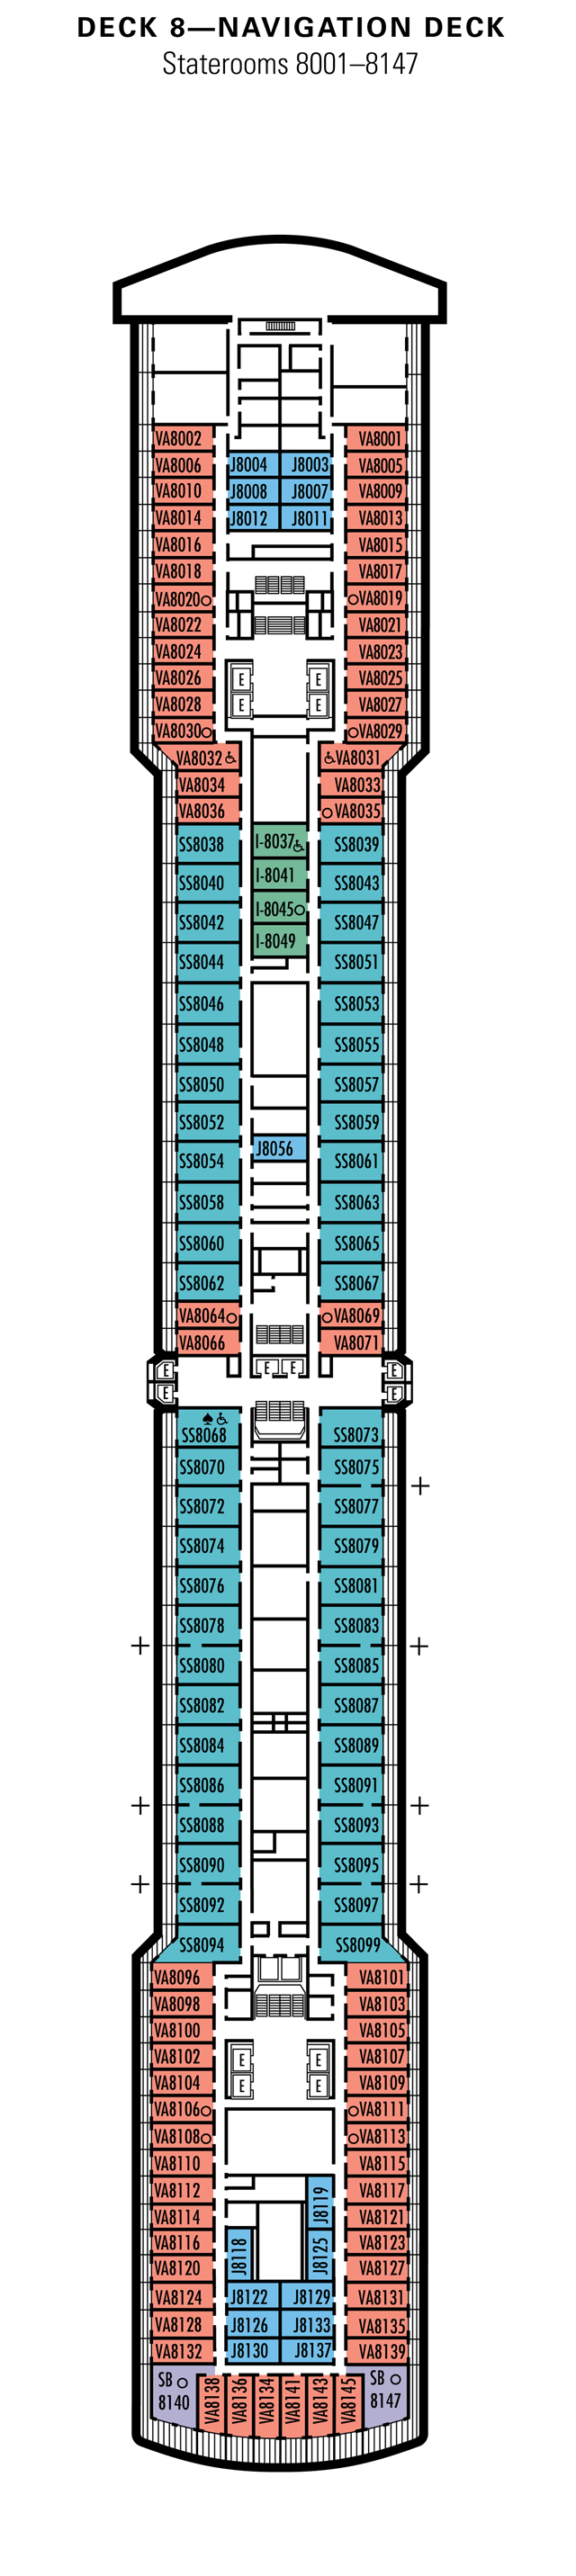 DECK 8—NAVIGATION DECK
Staterooms 8001–8147
VA8002 VA8001
VA8006 J8004 J8003 VA8005
VA8010 J8008 J8007 VA8009
VA8014 J8012 J8011 VA8013
VA8016 VA8015
VA8018 VA8017
VA8020 VA8019
VA8022 VA8021
VA8024 VA8023
VA8026 E E VA8025
VA8028 E E VA8027
VA8030 VA8029
VA8032 VA8031
VA8034 VA8033
VA8036 VA8035
SS8038 I-8037 SS8039
SS8040 I-8041 SS8043
SS8042 I-8045 SS8047
SS8044 I-8049 SS8051
SS8046 SS8053
SS8048 SS8055
SS8050 SS8057
SS8052 SS8059
SS8054 J8056 SS8061
SS8058 SS8063
SS8060 SS8065
SS8062 SS8067
VA8064 VA8069
VA8066 VA8071
E E E E
E E
SS8068 SS8073
SS8070 SS8075
SS8072 SS8077
SS8074 SS8079
SS8076 SS8081
SS8078 SS8083
SS8080 SS8085
SS8082 SS8087
SS8084 SS8089
SS8086 SS8091
SS8088 SS8093
SS8090 SS8095
SS8092 SS8097
SS8094 SS8099
VA8096 VA8101
VA8098 VA8103
VA8100 VA8105
VA8102 E E VA8107
VA8104 E E VA8109
VA8106 VA8111
VA8108 VA8113
VA8110 VA8115
VA8112 J8119 VA8117
VA8114 VA8121
VA8116 J8118 J8125 VA8123
VA8120 VA8127
VA8124 J8122 J8129 VA8131
VA8128 J8126 J8133 VA8135
VA8132 J8130 J8137 VA8139
SB 8140 VA8138 VA8136 VA8134 VA8141 VA8143 VA8145 SB 8147